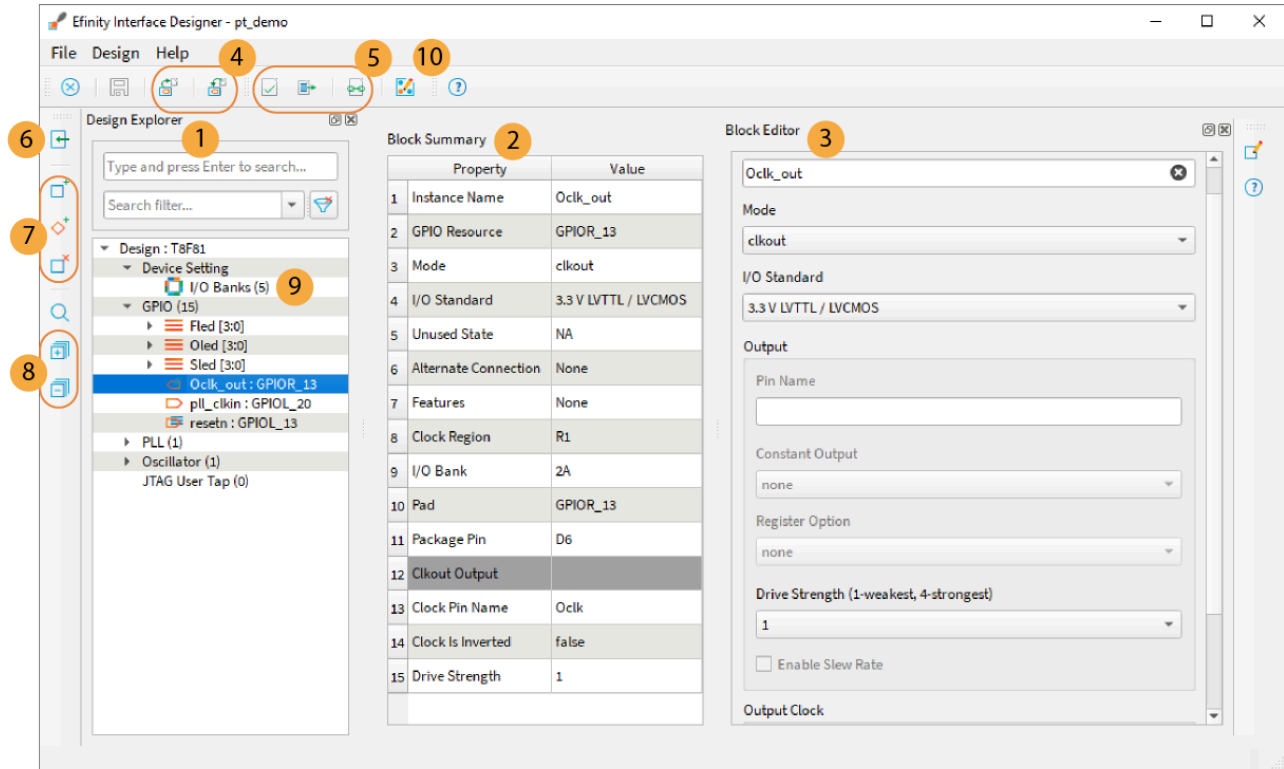 Efinity Interface Designer - pt_demo
File Design Help
4
5
10
6
7
8
Design Explorer
1
Type and press Enter to search...
Search filter...
Design : T8F81
Device Setting
I/O Banks (5)
9
GPIO (15)
Fled [3:0]
Oled [3:0]
Sled [3:0]
Oclk_out : GPIOR_13
pll_clkin : GPIOL_20
resetn : GPIOL_13
PLL (1)
Oscillator (1)
JTAG User Tap (0)
Block Summary
2
Property Value
1 Instance Name Oclk_out
2 GPIO Resource GPIOR_13
3 Mode clkout
4 I/O Standard 3.3 V LVTTL / LVCMOS
5 Unused State NA
6 Alternate Connection None
7 Features None
8 Clock Region R1
9 I/O Bank 2A
10 Pad GPIOR_13
11 Package Pin D6
12 Clkout Output
13 Clock Pin Name Oclk
14 Clock Is Inverted false
15 Drive Strength 1
Block Editor
3
Oclk_out
Mode
clkout
I/O Standard
3.3 V LVTTL / LVCMOS
Output
Pin Name
Constant Output
none
Register Option
none
Drive Strength (1-weakest, 4-strongest)
1
Enable Slew Rate
Output Clock